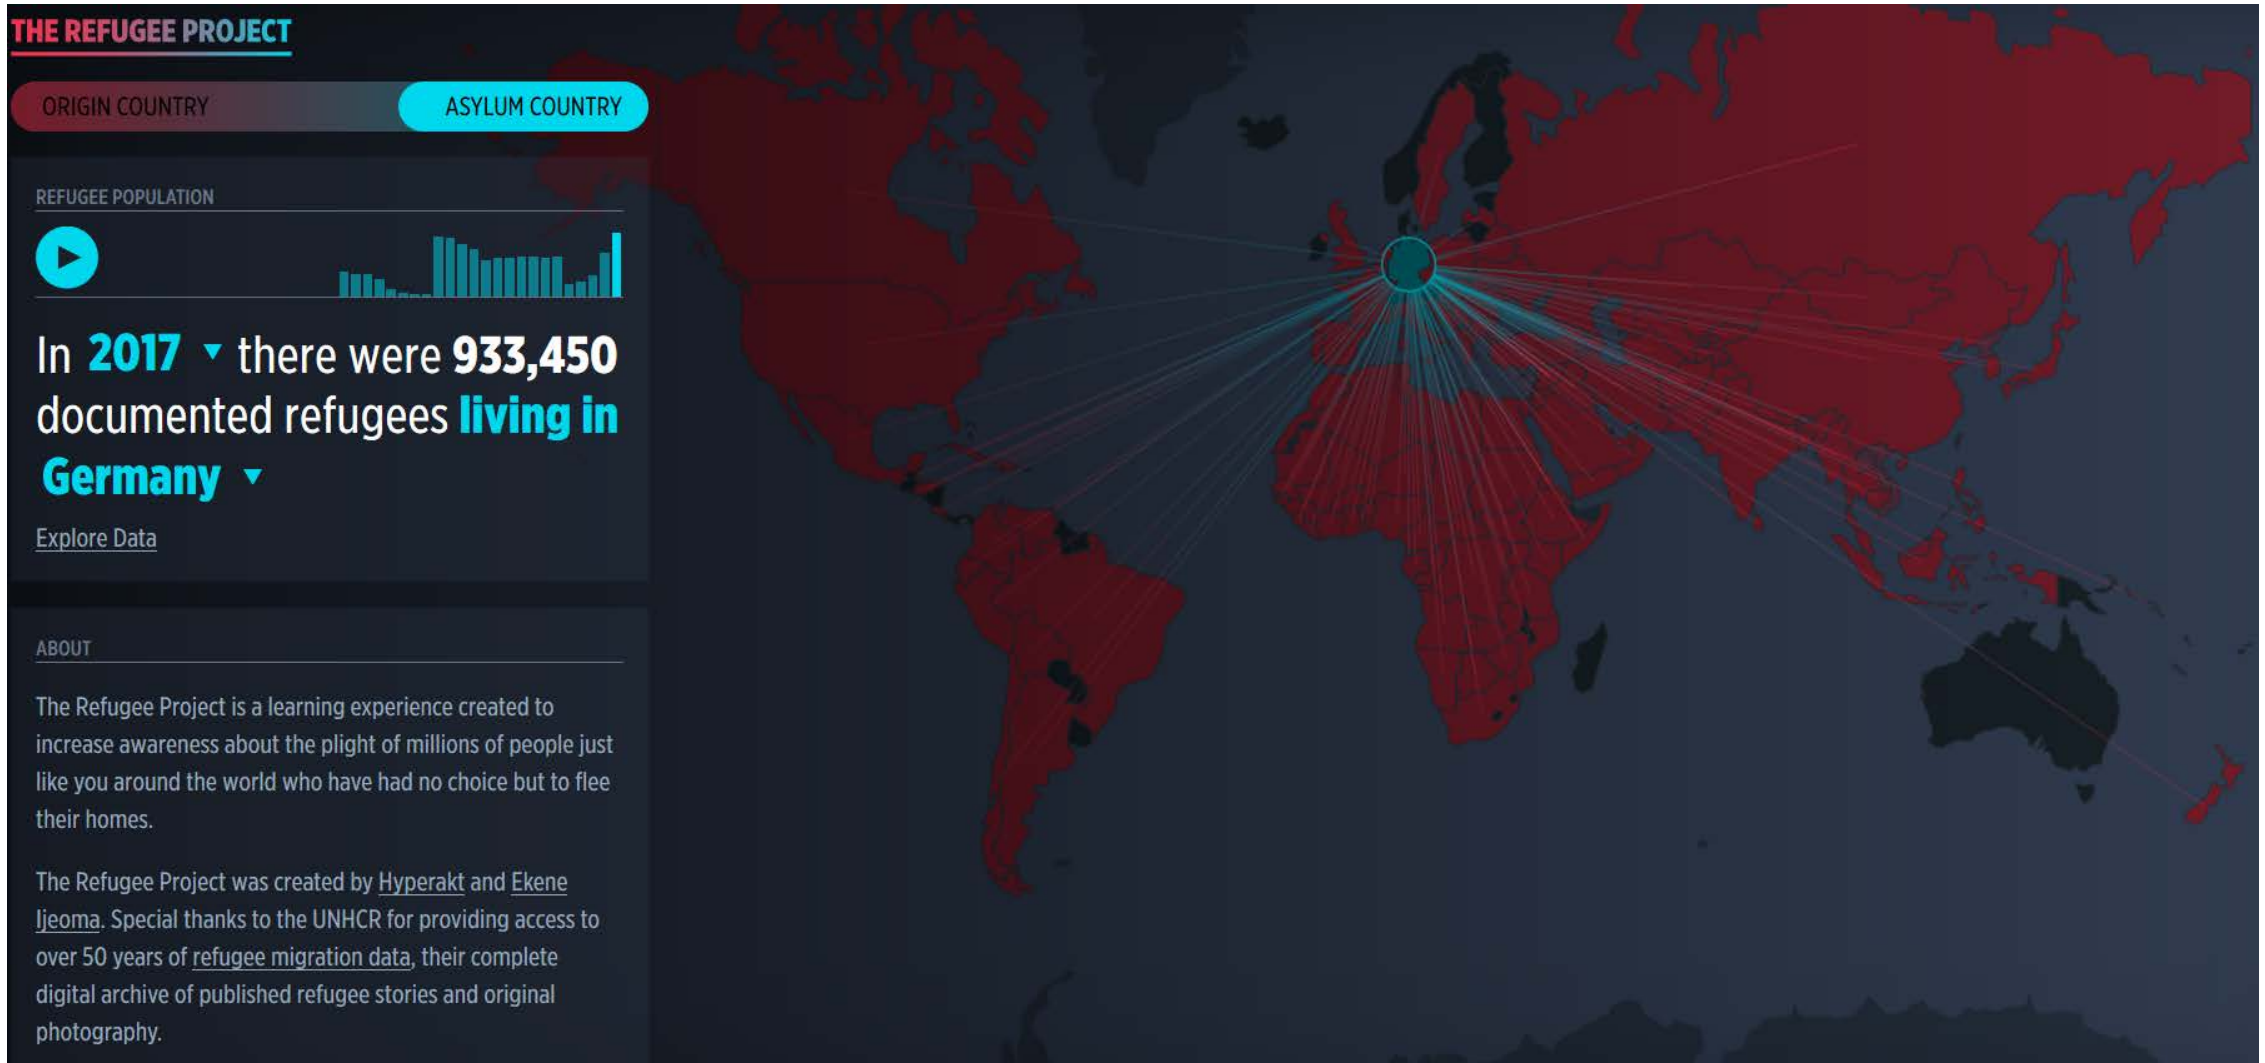 THE REFUGEE PROJECT
ORIGIN COUNTRY
ASYLUM COUNTRY
REFUGEE POPULATION
In 2017 ▼ there were 933,450
documented refugees living in
Germany ▼
Explore Data
ABOUT
The Refugee Project is a learning experience created to
increase awareness about the plight of millions of people just
like you around the world who have had no choice but to flee
their homes.
The Refugee Project was created by Hyperakt and Ekene
Ijeoma. Special thanks to the UNHCR for providing access to
over 50 years of refugee migration data, their complete
digital archive of published refugee stories and original
photography.